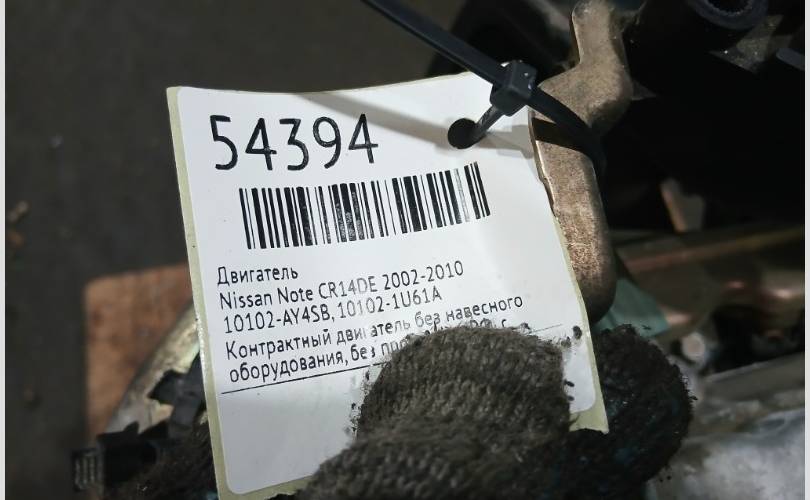 54394
Двигатель
Nissan Note CR14DE 2002-2010
10102-AY4SB, 10102-1U61A
Контрактный двигатель без навесного
оборудования, без